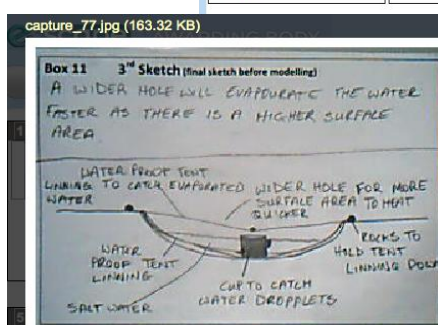 capture_77.jpg (163.32 KB)
Box 11 3rd Sketch (final sketch before modelling)
A WIDER HOLE WILL EVAPOURATE THE WATER
FASTER AS THERE IS A HIGHER SURFACE
AREA
WATER PROOF TENT
LINNING TO CATCH EVAPORATED
WATER
WIDER HOLE FOR MORE
SURFACE AREA TO HEAT
QUICKER
WATER
PROOF TENT
LINNING
ROCKS TO
HOLD TENT
LINNING
CUP TO CATCH
WATER DROPPLETS
SALT WATER